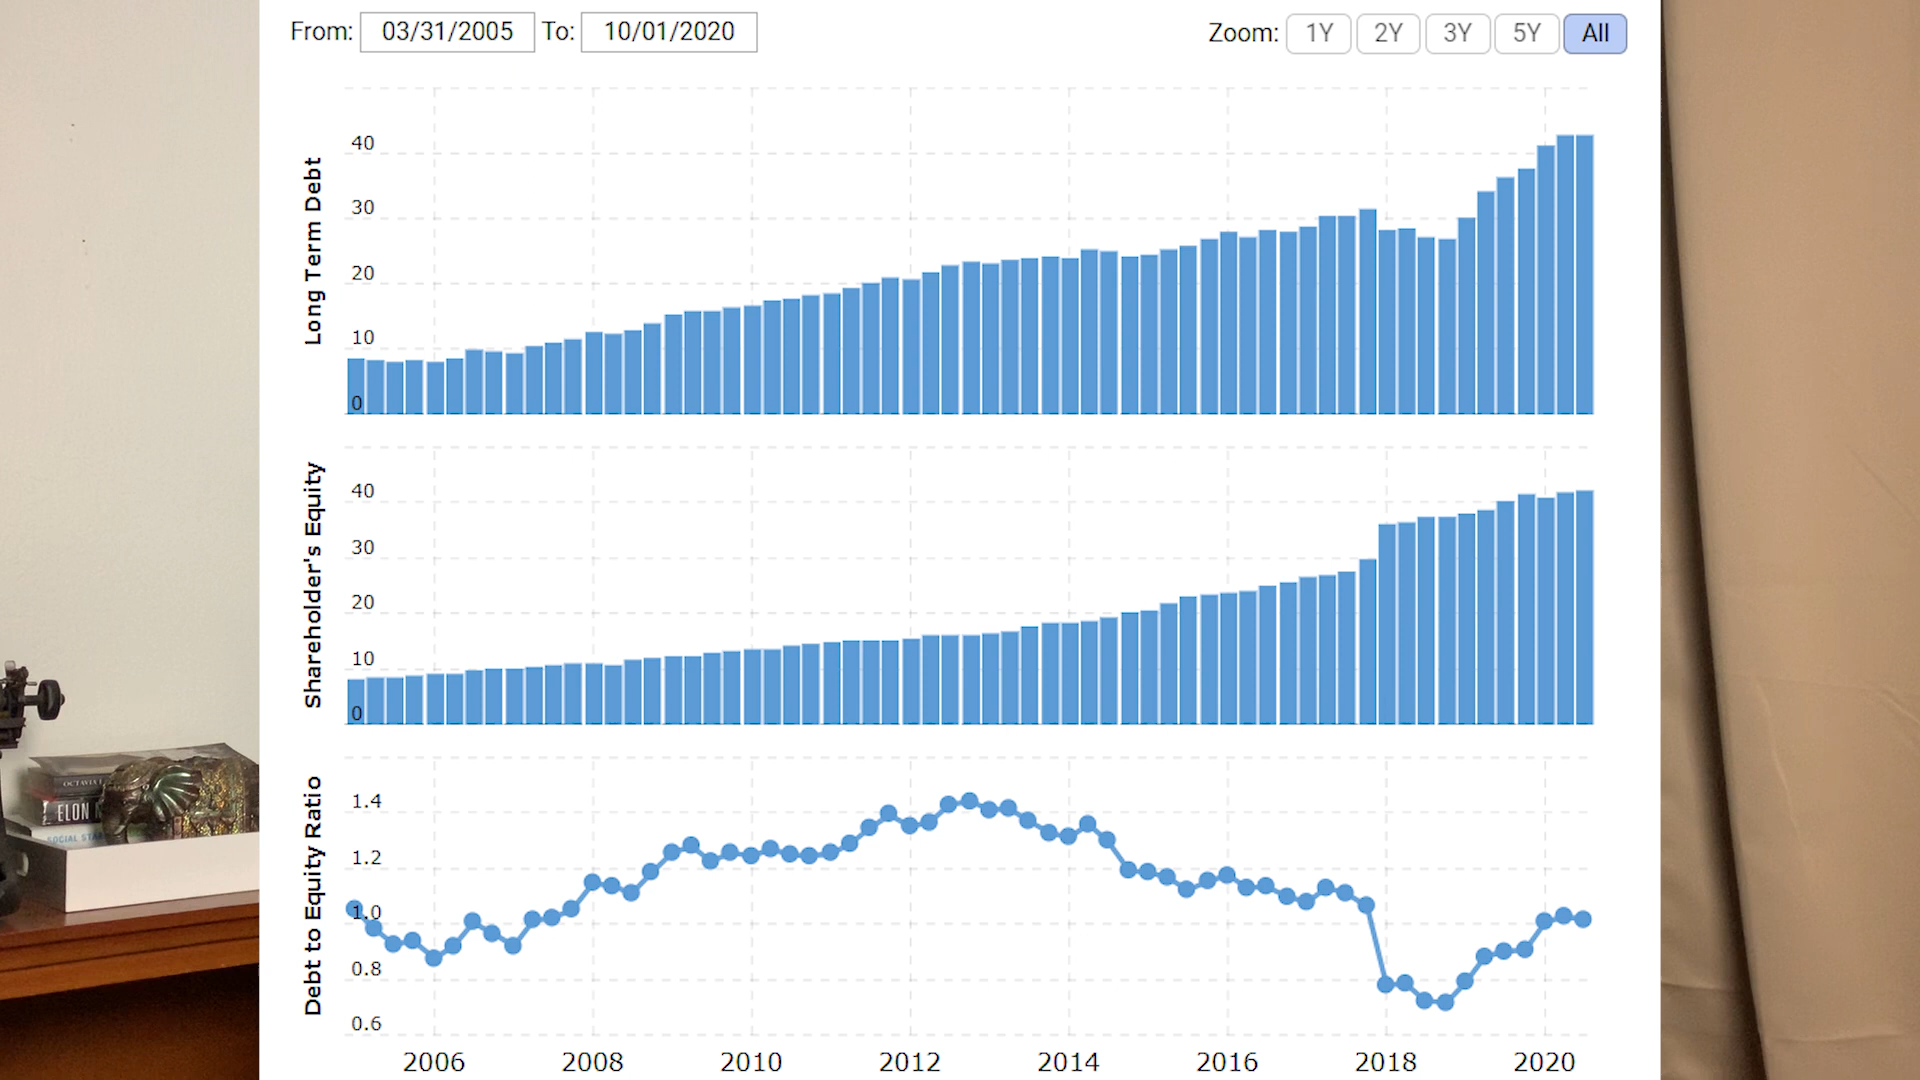 From: 03/31/2005 To: 10/01/2020 Zoom: 1Y 2Y 3Y 5Y All
Long Term Debt
40
30
20
10
0
Shareholder's Equity
40
30
20
10
0
Debt to Equity Ratio
1.4
1.2
1.0
0.8
0.6
2006 2008 2010 2012 2014 2016 2018 2020
OCTAVIA
ELON
SOCIAL